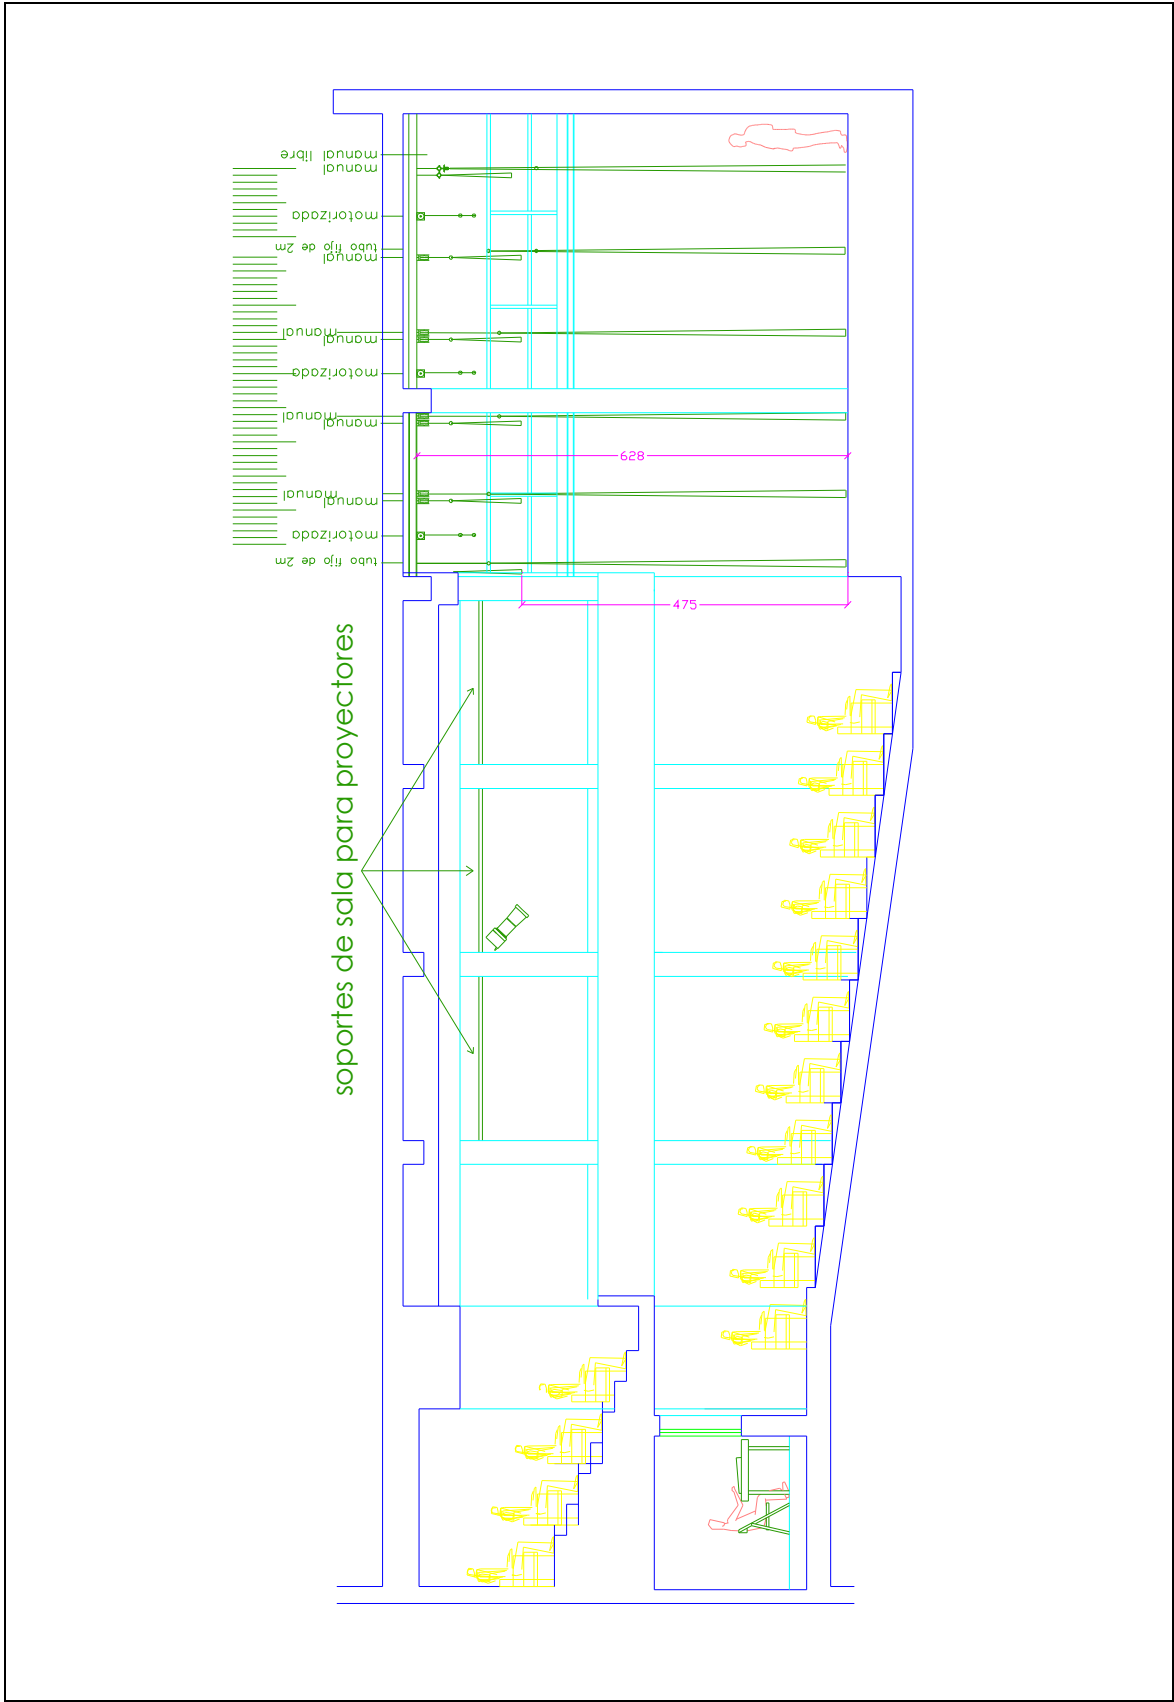 manual libre
manual
motorizada
tubo fijo de 2m
manual
manual
manual
motorizada
manual
manual
628
manual
manual
motorizada
tubo fijo de 2m
475
soportes de sala para proyectores